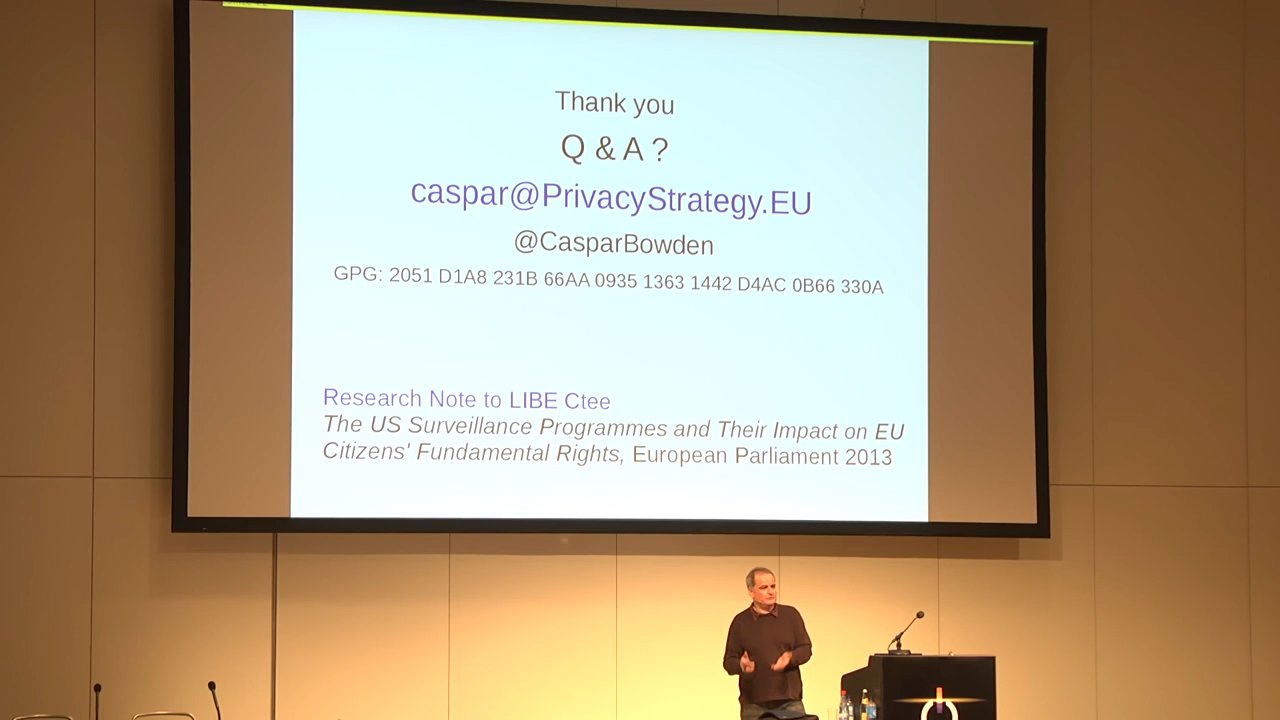 Thank you
Q & A ?
caspar@PrivacyStrategy.EU
@CasparBowden
GPG: 2051 D1A8 231B 66AA 0935 1363 1442 D4AC 0B66 330A
Research Note to LIBE Ctee
The US Surveillance Programmes and Their Impact on EU
Citizens' Fundamental Rights, European Parliament 2013